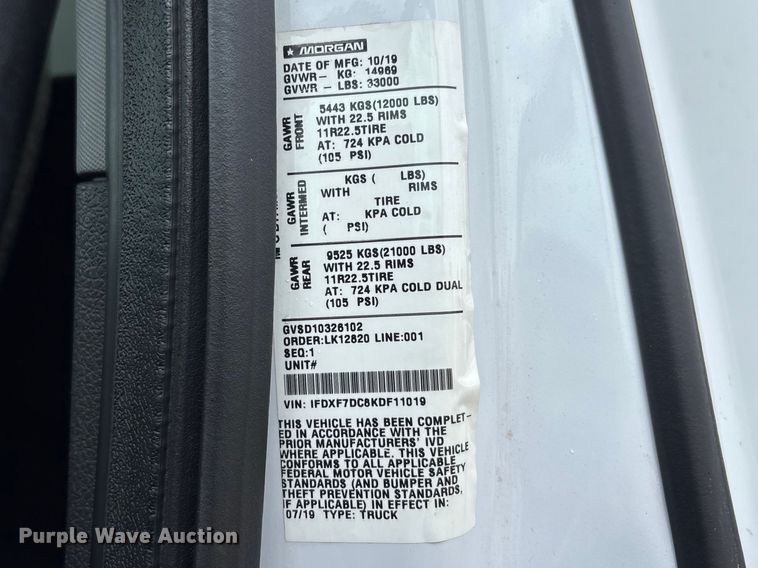 MORGAN
DATE OF MFG: 10/19
GVWR- KG: 14969
GVWR - LBS: 33000
GAWR FRONT
5443 KGS(12000 LBS)
WITH 22.5 RIMS
11R22.5TIRE
AT: 724 KPA COLD
(105 PSI)
GAWR INTERMED
KGS ( LBS)
WITH RIMS
TIRE
AT: KPA COLD
( PSI)
GAWR REAR
9525 KGS(21000 LBS)
WITH 22.5 RIMS
11R22.5TIRE
AT: 724 KPA COLD DUAL
(105 PSI)
GVSD10326102
ORDER:LK12620 LINE:001
SEQ:1
UNIT#
VIN: 1FDXF7DC8KDF11019
THIS VEHICLE HAS BEEN COMPLET-
ED IN ACCORDANCE WITH THE
PRIOR MANUFACTURERS' IVD
WHERE APPLICABLE. THIS VEHICLE
CONFORMS TO ALL APPLICABLE
FEDERAL MOTOR VEHICLE SAFETY
STANDARDS (AND BUMPER AND
THEFT PREVENTION STANDARDS,
IF APPLICABLE) IN EFFECT IN:
07/19 TYPE: TRUCK
Purple Wave Auction